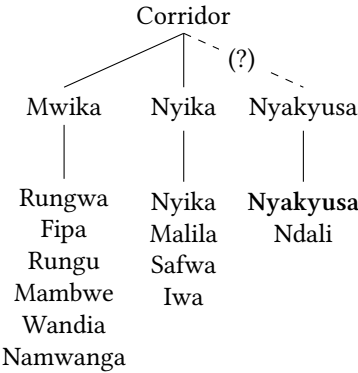 Corridor
(?)
Mwika Nyika Nyakyusa
Rungwa Nyika Nyakyusa
Fipa Malila Ndali
Rungu Safwa
Mambwe Iwa
Wandia
Namwanga